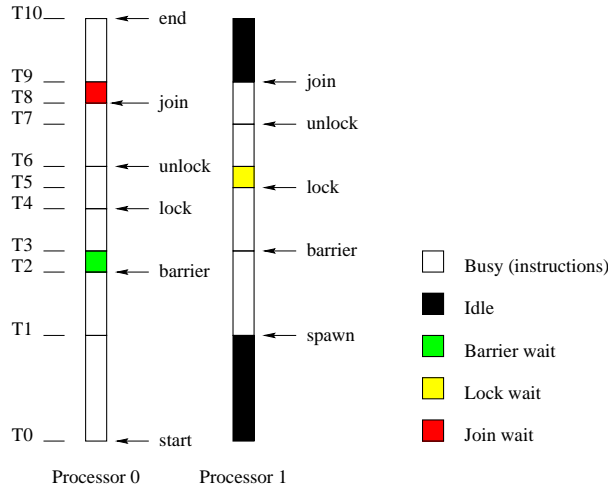 T10
end
T9
join
T8
join
T7
unlock
T6
unlock
T5
lock
T4
lock
T3
barrier
T2
barrier
T1
spawn
T0
start
Processor 0
Processor 1
Busy (instructions)
Idle
Barrier wait
Lock wait
Join wait